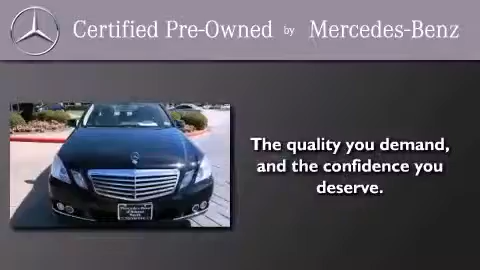 Certified Pre-Owned by Mercedes-Benz
The quality you demand,
and the confidence you
deserve.